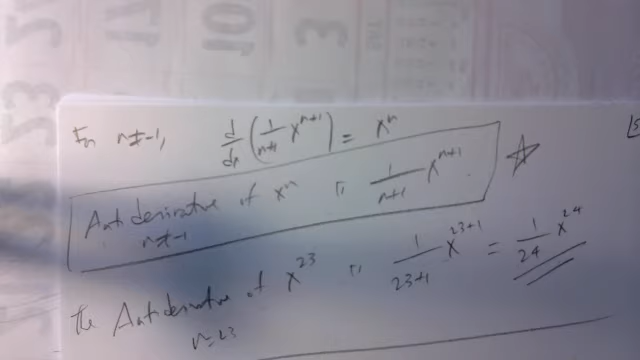 For n≠-1, d/dx (1/(n+1) x^(n+1)) = x^n
Antiderivative of x^n is 1/(n+1) x^(n+1).
n≠-1
the Antiderivative of x^23 is 1/(23+1) x^(23+1) = 1/24 x^24
n=23